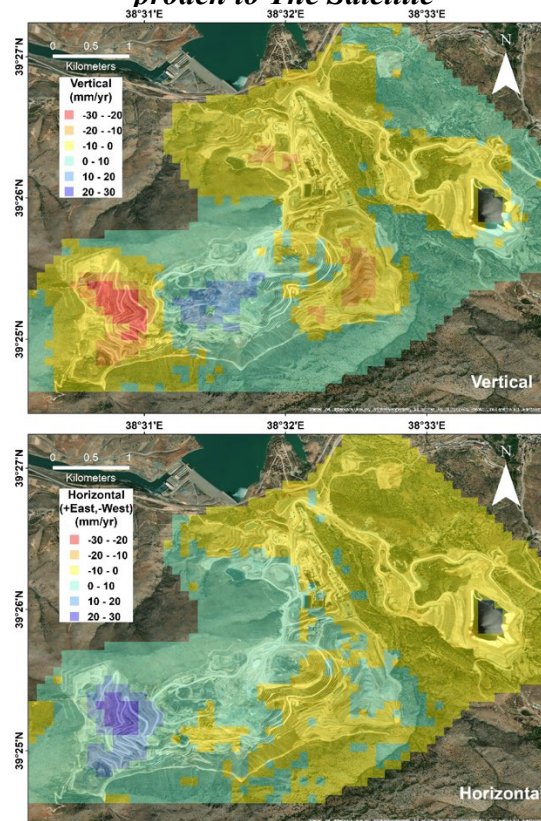 proach to The Satellite
38°31'E 38°32'E 38°33'E
39°27'N
39°26'N
39°25'N
0 0.5 1
Kilometers
N
Vertical
(mm/yr)
-30 - -20
-20 - -10
-10 - 0
0 - 10
10 - 20
20 - 30
Vertical
38°31'E 38°32'E 38°33'E
39°27'N
39°26'N
39°25'N
0 0.5 1
Kilometers
N
Horizontal
(+East,-West)
(mm/yr)
-30 - -20
-20 - -10
-10 - 0
0 - 10
10 - 20
20 - 30
Horizonta